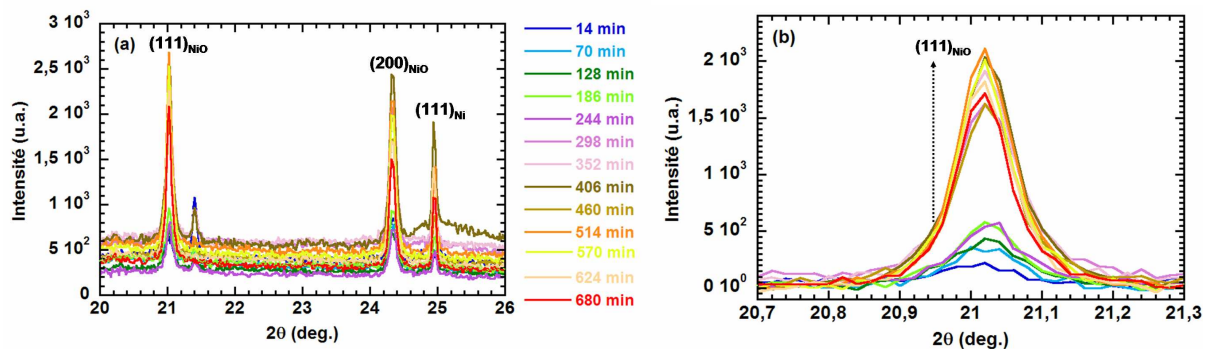 (a)
(111)NiO
(200)NiO
(111)Ni
Intensité (u.a.)
3 10³
2,5 10³
2 10³
1,5 10³
1 10³
5 10²
0
20 21 22 23 24 25 26
2θ (deg.)
14 min
70 min
128 min
186 min
244 min
298 min
352 min
406 min
460 min
514 min
570 min
624 min
680 min
(b)
(111)NiO
Intensité (u.a.)
2 10³
1,5 10³
1 10³
5 10²
0 10⁰
20,7 20,8 20,9 21 21,1 21,2 21,3
2θ (deg.)